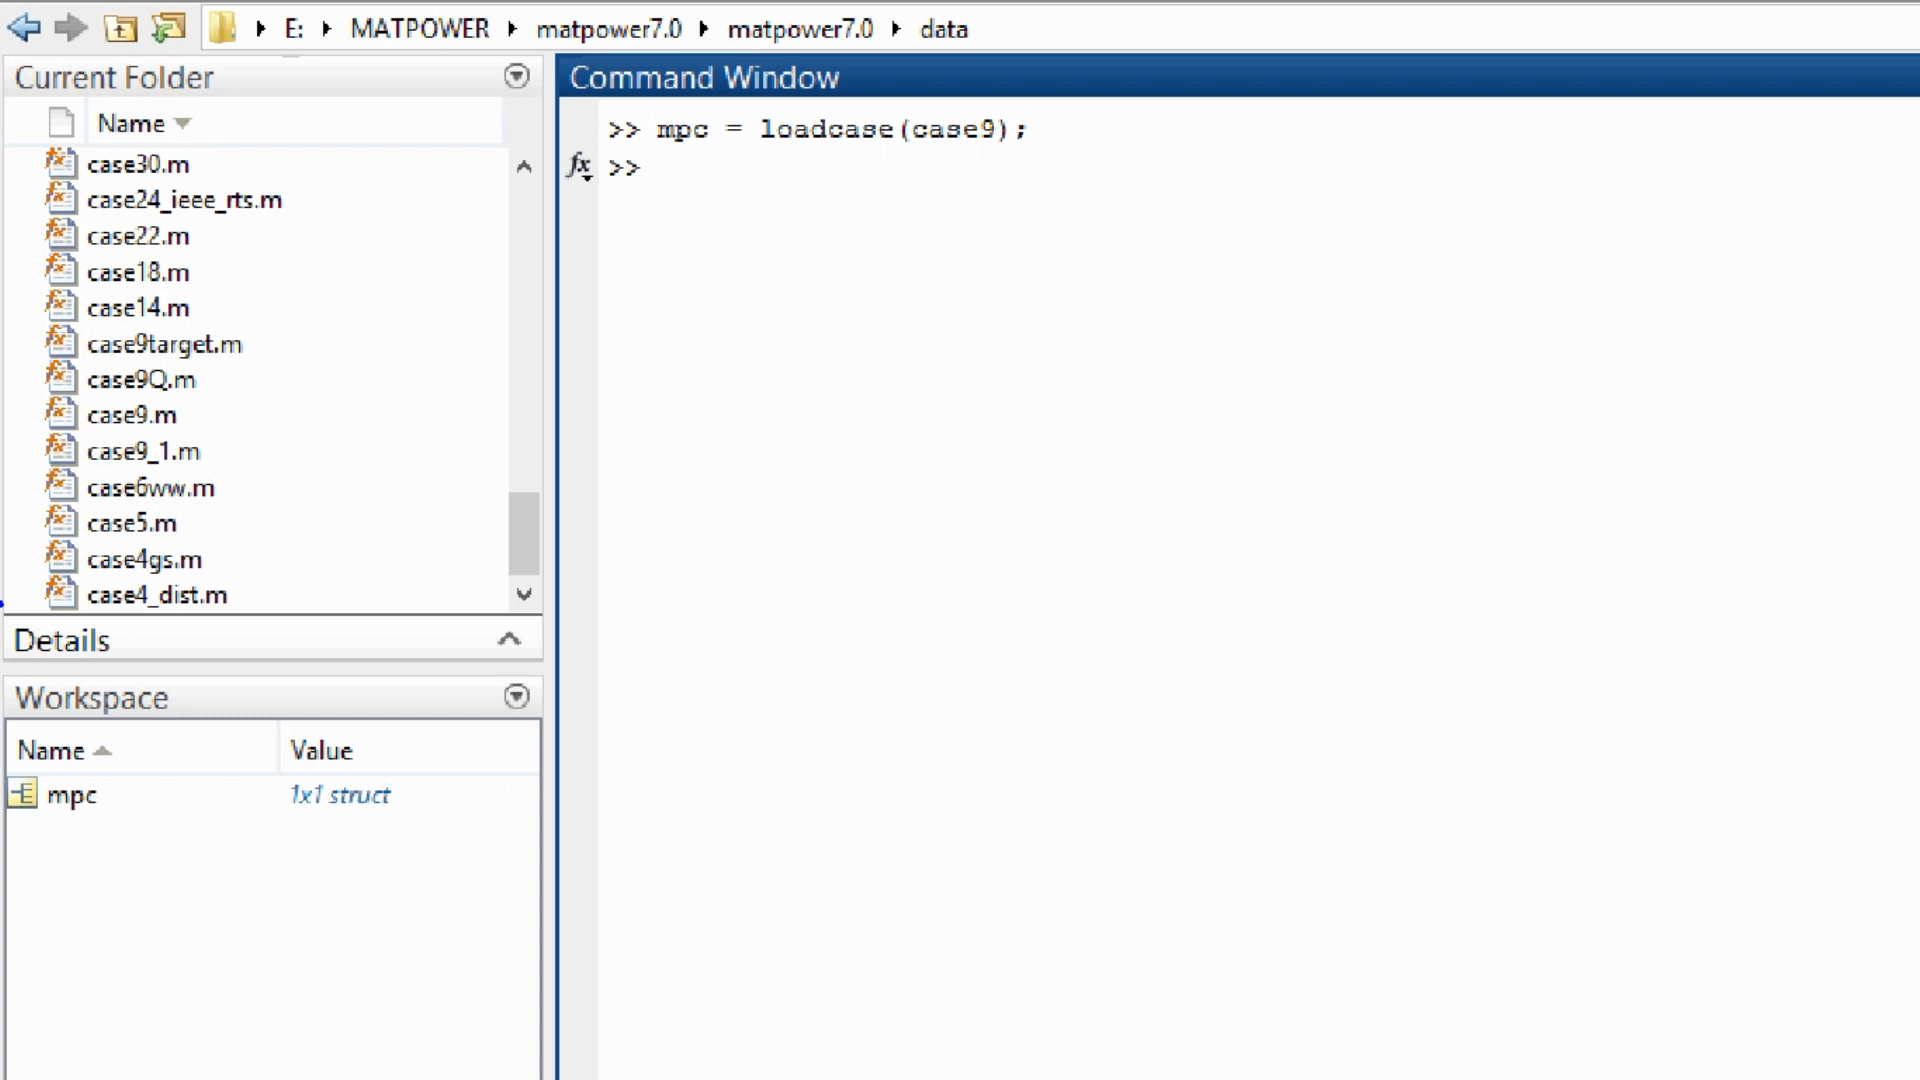 E: MATPOWER matpower7.0 matpower7.0 data
Current Folder
Name
case30.m
case24_ieee_rts.m
case22.m
case18.m
case14.m
case9target.m
case9Q.m
case9.m
case9_1.m
case6ww.m
case5.m
case4gs.m
case4_dist.m
Details
Workspace
Name Value
mpc 1x1 struct
Command Window
>> mpc = loadcase(case9);
fx >>